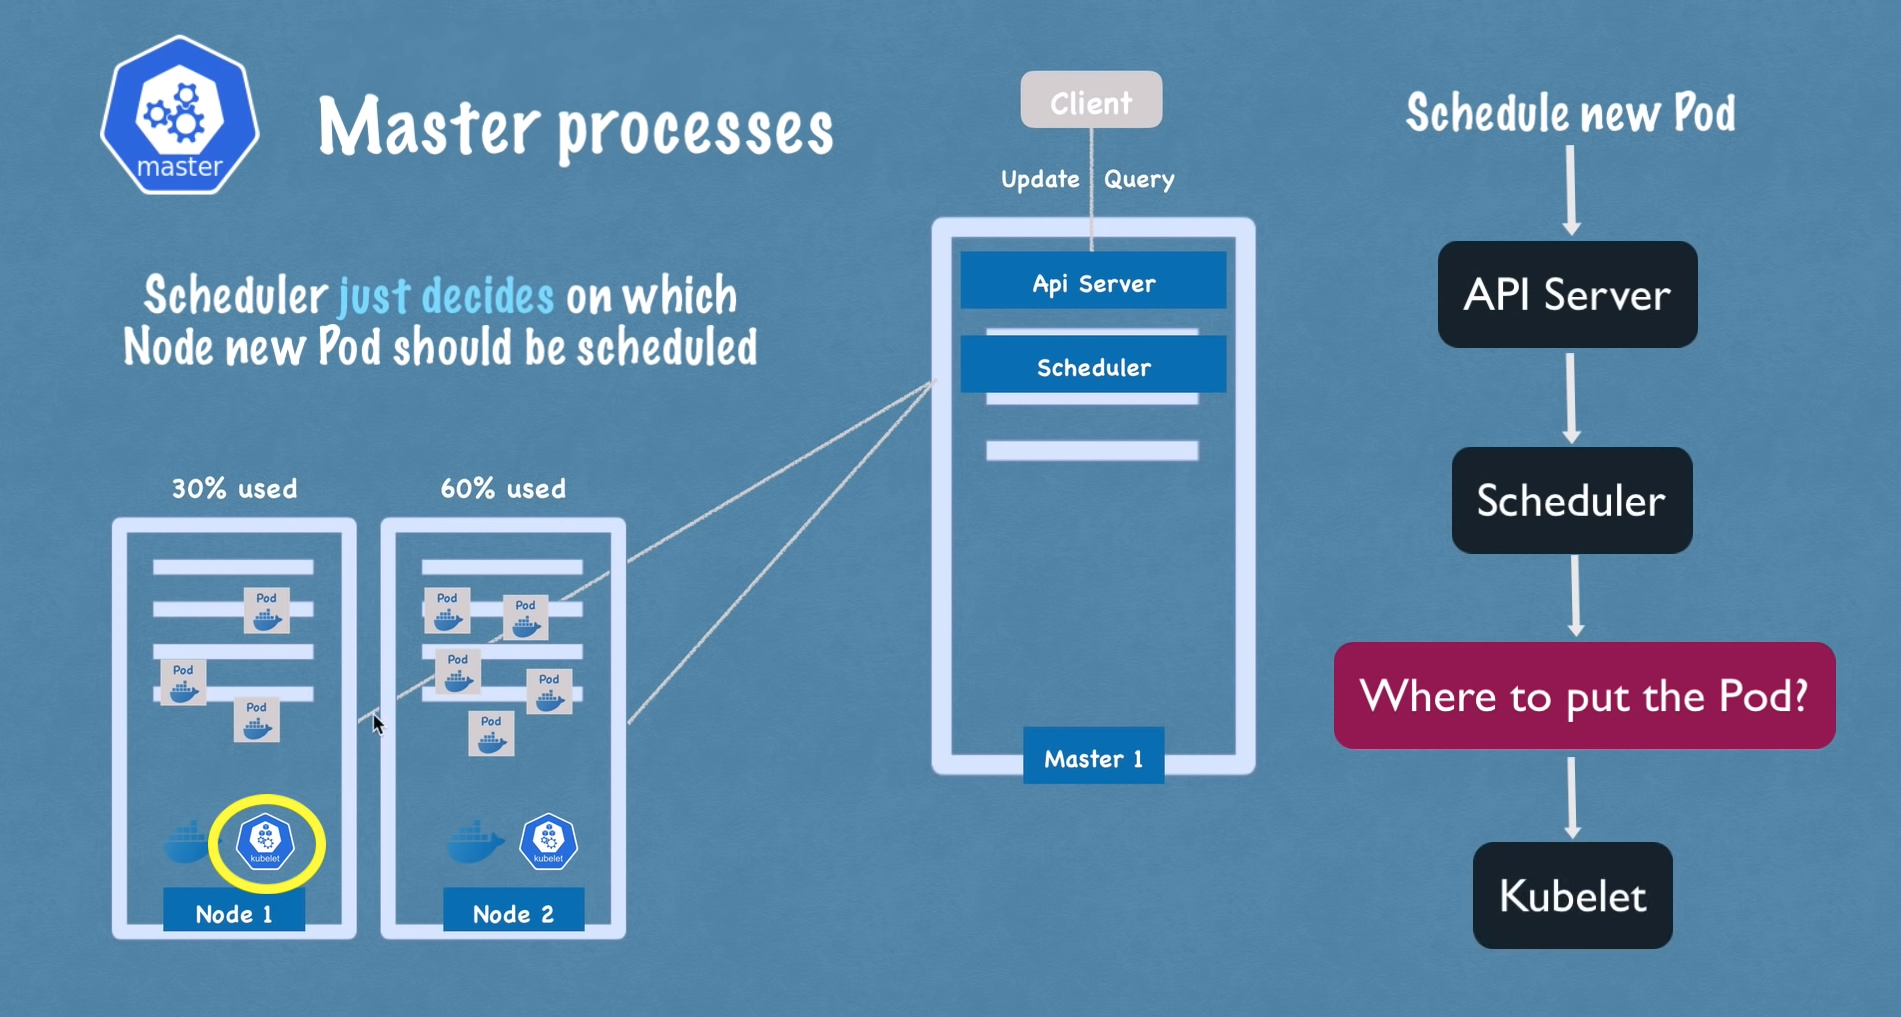 master
Master processes
Scheduler just decides on which
Node new Pod should be scheduled
30% used
60% used
Pod
Pod
Pod
kubelet
Node 1
Pod
Pod
Pod
Pod
Pod
kubelet
Node 2
Client
Update
Query
Api Server
Scheduler
Master 1
Schedule new Pod
API Server
Scheduler
Where to put the Pod?
Kubelet